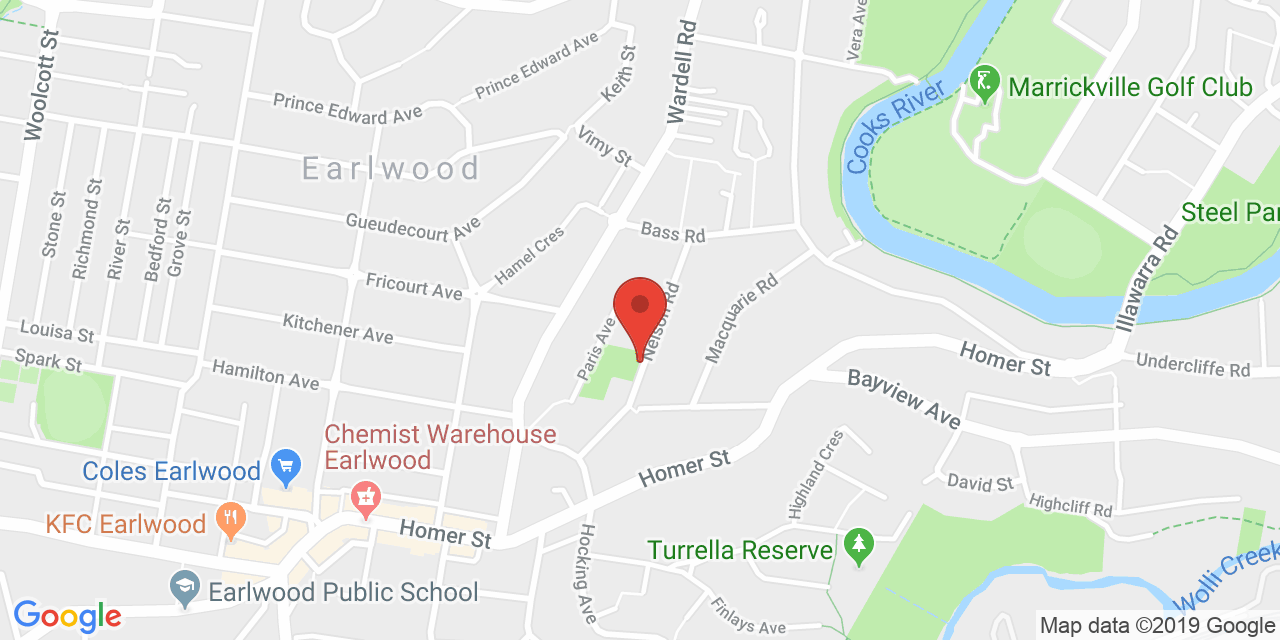 Woolcott St
Prince Edward Ave
Keith St
Wardell Rd
Vera Ave
Marrickville Golf Club
Prince Edward Ave
Cooks River
Vimy St
Earlwood
Steel Par
Stone St
Richmond St
River St
Bedford St
Grove St
Gueudecourt Ave
Hamel Cres
Bass Rd
Illawarra Rd
Fricourt Ave
Macquarie Rd
Nelson Rd
Paris Ave
Kitchener Ave
Louisa St
Spark St
Hamilton Ave
Homer St
Undercliffe Rd
Bayview Ave
Chemist Warehouse
Earlwood
Coles Earlwood
Homer St
Highland Cres
David St
Highcliff Rd
KFC Earlwood
Homer St
Hocking Ave
Turrella Reserve
Wolli Creek
Earlwood Public School
Finlays Ave
Google
Map data ©2019 Google